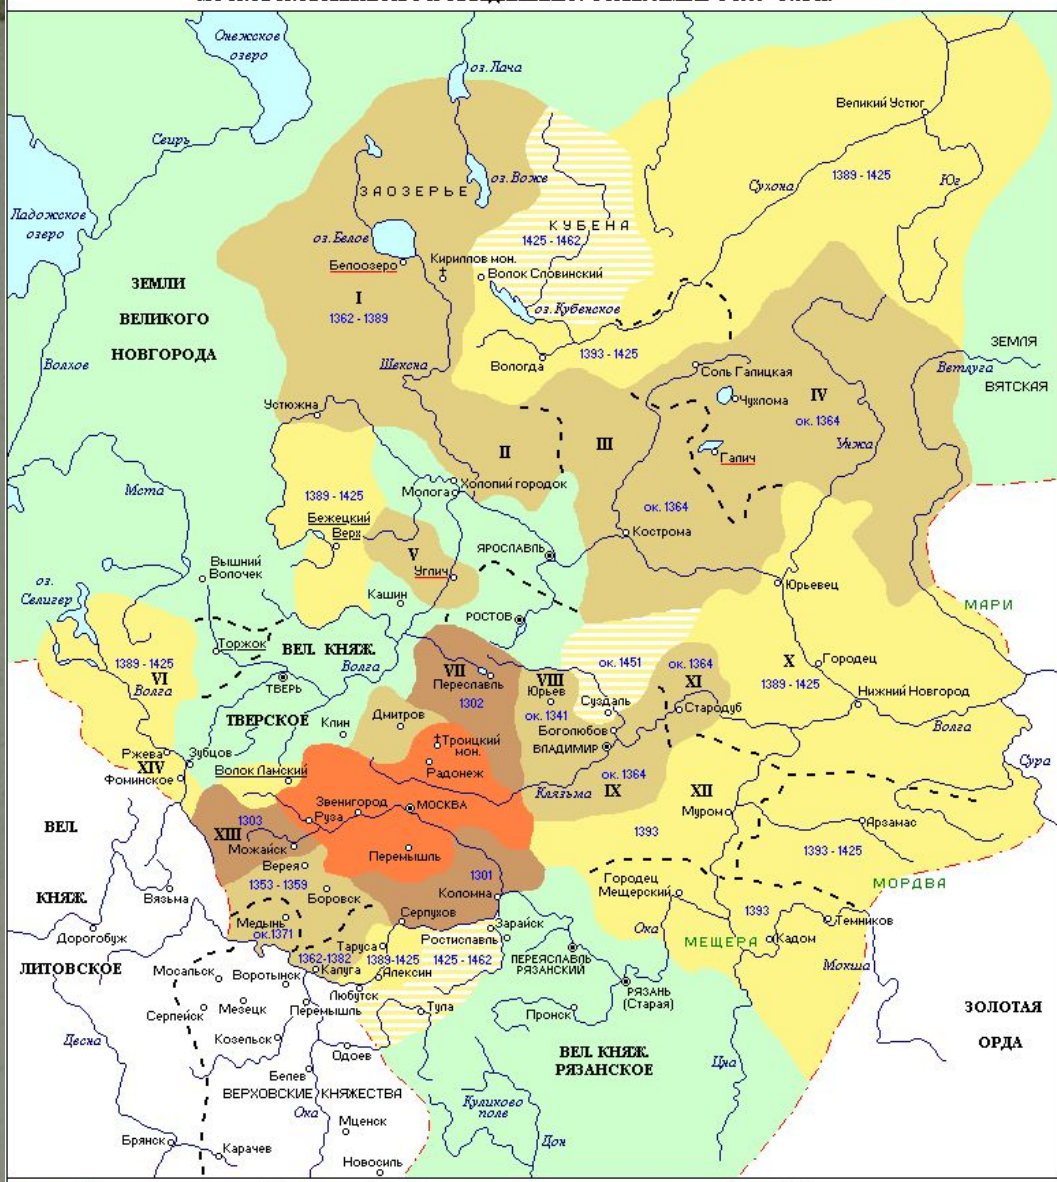 Онежское
озеро
оз. Лача
Великий Устюг
Свирь
ЗАОЗЕРЬЕ
оз. Воже
Сухона
1389 - 1425
Юг
Ладожское
озеро
КУБЕНА
1425 - 1462
оз. Белое
Белоозеро
Кириллов мон.
Волок Словинский
ЗЕМЛИ
ВЕЛИКОГО
НОВГОРОДА
I
1362 - 1389
оз. Кубенское
Волхов
Шексна
Вологда
1393 - 1425
Соль Галицкая
ЗЕМЛЯ
ВЯТСКАЯ
Ветлуга
Чухлома
IV
ок. 1364
Устюжна
II
III
Унжа
Галич
Мста
1389 - 1425
Молога
Холопий городок
ок. 1364
Бежецкий
Верх
Кострома
V
Углич
ЯРОСЛАВЛЬ
Вышний
Волочек
Юрьевец
оз.
Селигер
Кашин
РОСТОВ
МАРИ
Торжок
ВЕЛ. КНЯЖ.
Волга
1389 - 1425
VI
Волга
ТВЕРЬ
VII
Переславль
1302
VIII
Юрьев
ок. 1341
ок. 1451
ок. 1364
XI
X
1389 - 1425
Городец
Нижний Новгород
Волга
ТВЕРСКОЕ
Клин
Дмитров
Суздаль
Стародуб
Боголюбов
ВЛАДИМИР
Троицкий
мон.
Радонеж
Ржева
Зубцов
XIV
Фоминское
Волок Ламский
ок. 1364
IX
Клязьма
XII
Сура
Звенигород
Руза
МОСКВА
Муром
Арзамас
ВЕЛ.
1303
XIII
Можайск
Перемышль
1393
1393 - 1425
Верея
1301
1353 - 1359
Боровск
Коломна
Городец
Мещерский
МОРДВА
КНЯЖ.
Вязьма
Медынь
ок. 1371
Серпухов
Зарайск
1393
Темников
Дорогобуж
Таруса
Ростиславль
Ока
МЕЩЕРА
Кадом
ЛИТОВСКОЕ
1362-1382
Калуга
1389-1425
1425 - 1462
ПЕРЕЯСЛАВЛЬ
РЯЗАНСКИЙ
Мокша
Мосальск
Воротынск
Алексин
Любутск
РЯЗАНЬ
(Старая)
Серпейск
Мезецк
Перемышль
Тула
Пронск
ЗОЛОТАЯ
ОРДА
Десна
Козельск
Одоев
ВЕЛ. КНЯЖ.
РЯЗАНСКОЕ
Цна
Белев
ВЕРХОВСКИЕ КНЯЖЕСТВА
Ока
Куликово
поле
Мценск
Брянск
Карачев
Дон
Новосиль